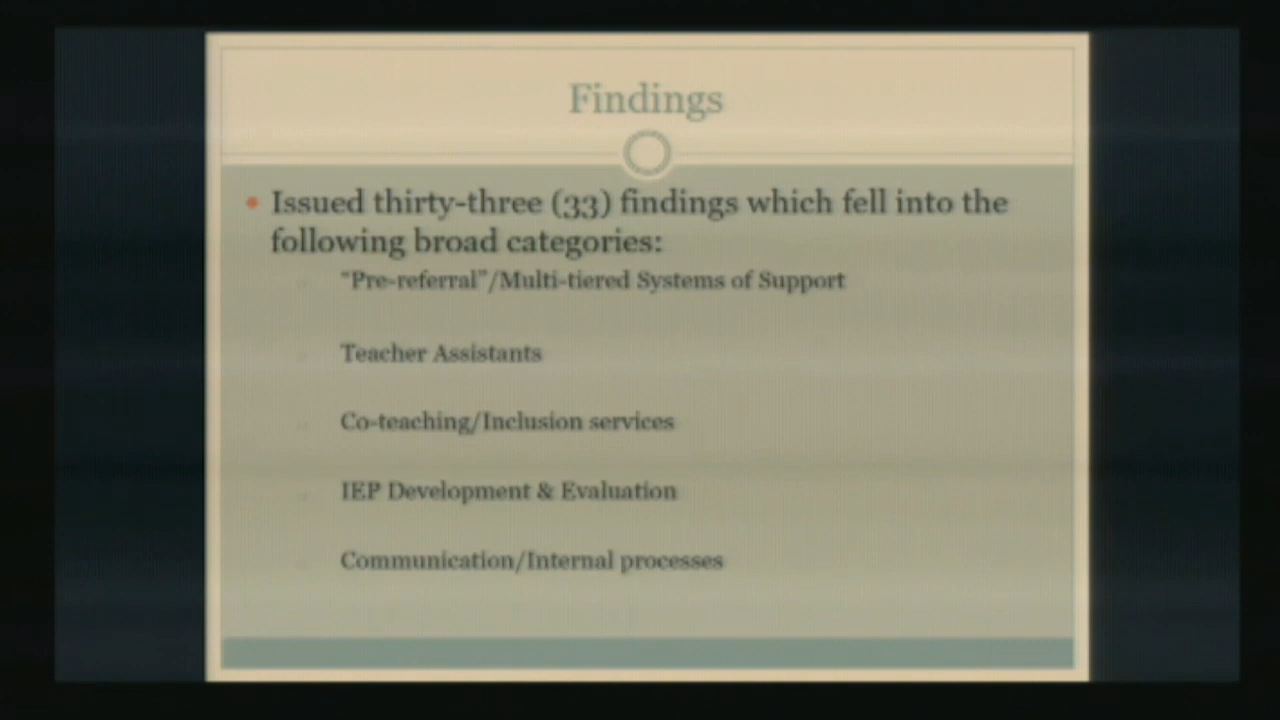 Findings
• Issued thirty-three (33) findings which fell into the
following broad categories:
"Pre-referral"/Multi-tiered Systems of Support
Teacher Assistants
Co-teaching/Inclusion services
IEP Development & Evaluation
Communication/Internal processes